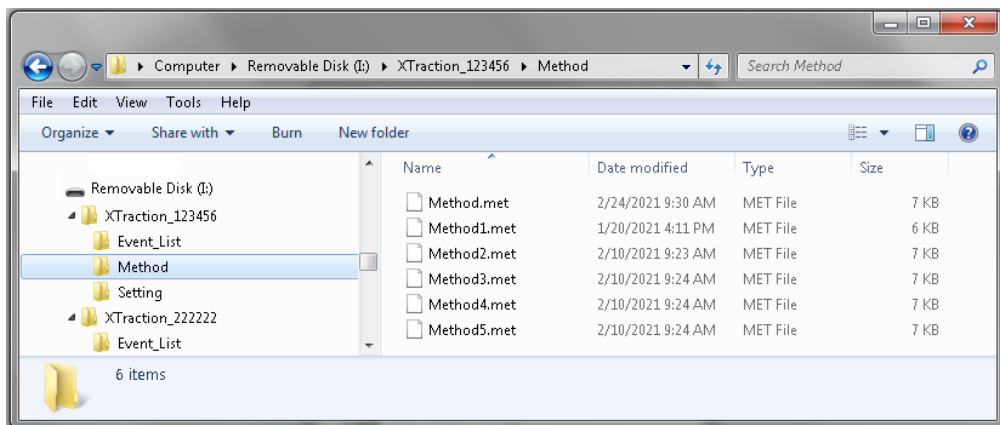 Computer ▸ Removable Disk (I:) ▸ XTraction_123456 ▸ Method Search Method
File Edit View Tools Help
Organize Share with Burn New folder
Name Date modified Type Size
Removable Disk (I:)
XTraction_123456
Event_List
Method
Setting
XTraction_222222
Event_List
Method.met 2/24/2021 9:30 AM MET File 7 KB
Method1.met 1/20/2021 4:11 PM MET File 6 KB
Method2.met 2/10/2021 9:23 AM MET File 7 KB
Method3.met 2/10/2021 9:24 AM MET File 7 KB
Method4.met 2/10/2021 9:24 AM MET File 7 KB
Method5.met 2/10/2021 9:24 AM MET File 7 KB
6 items